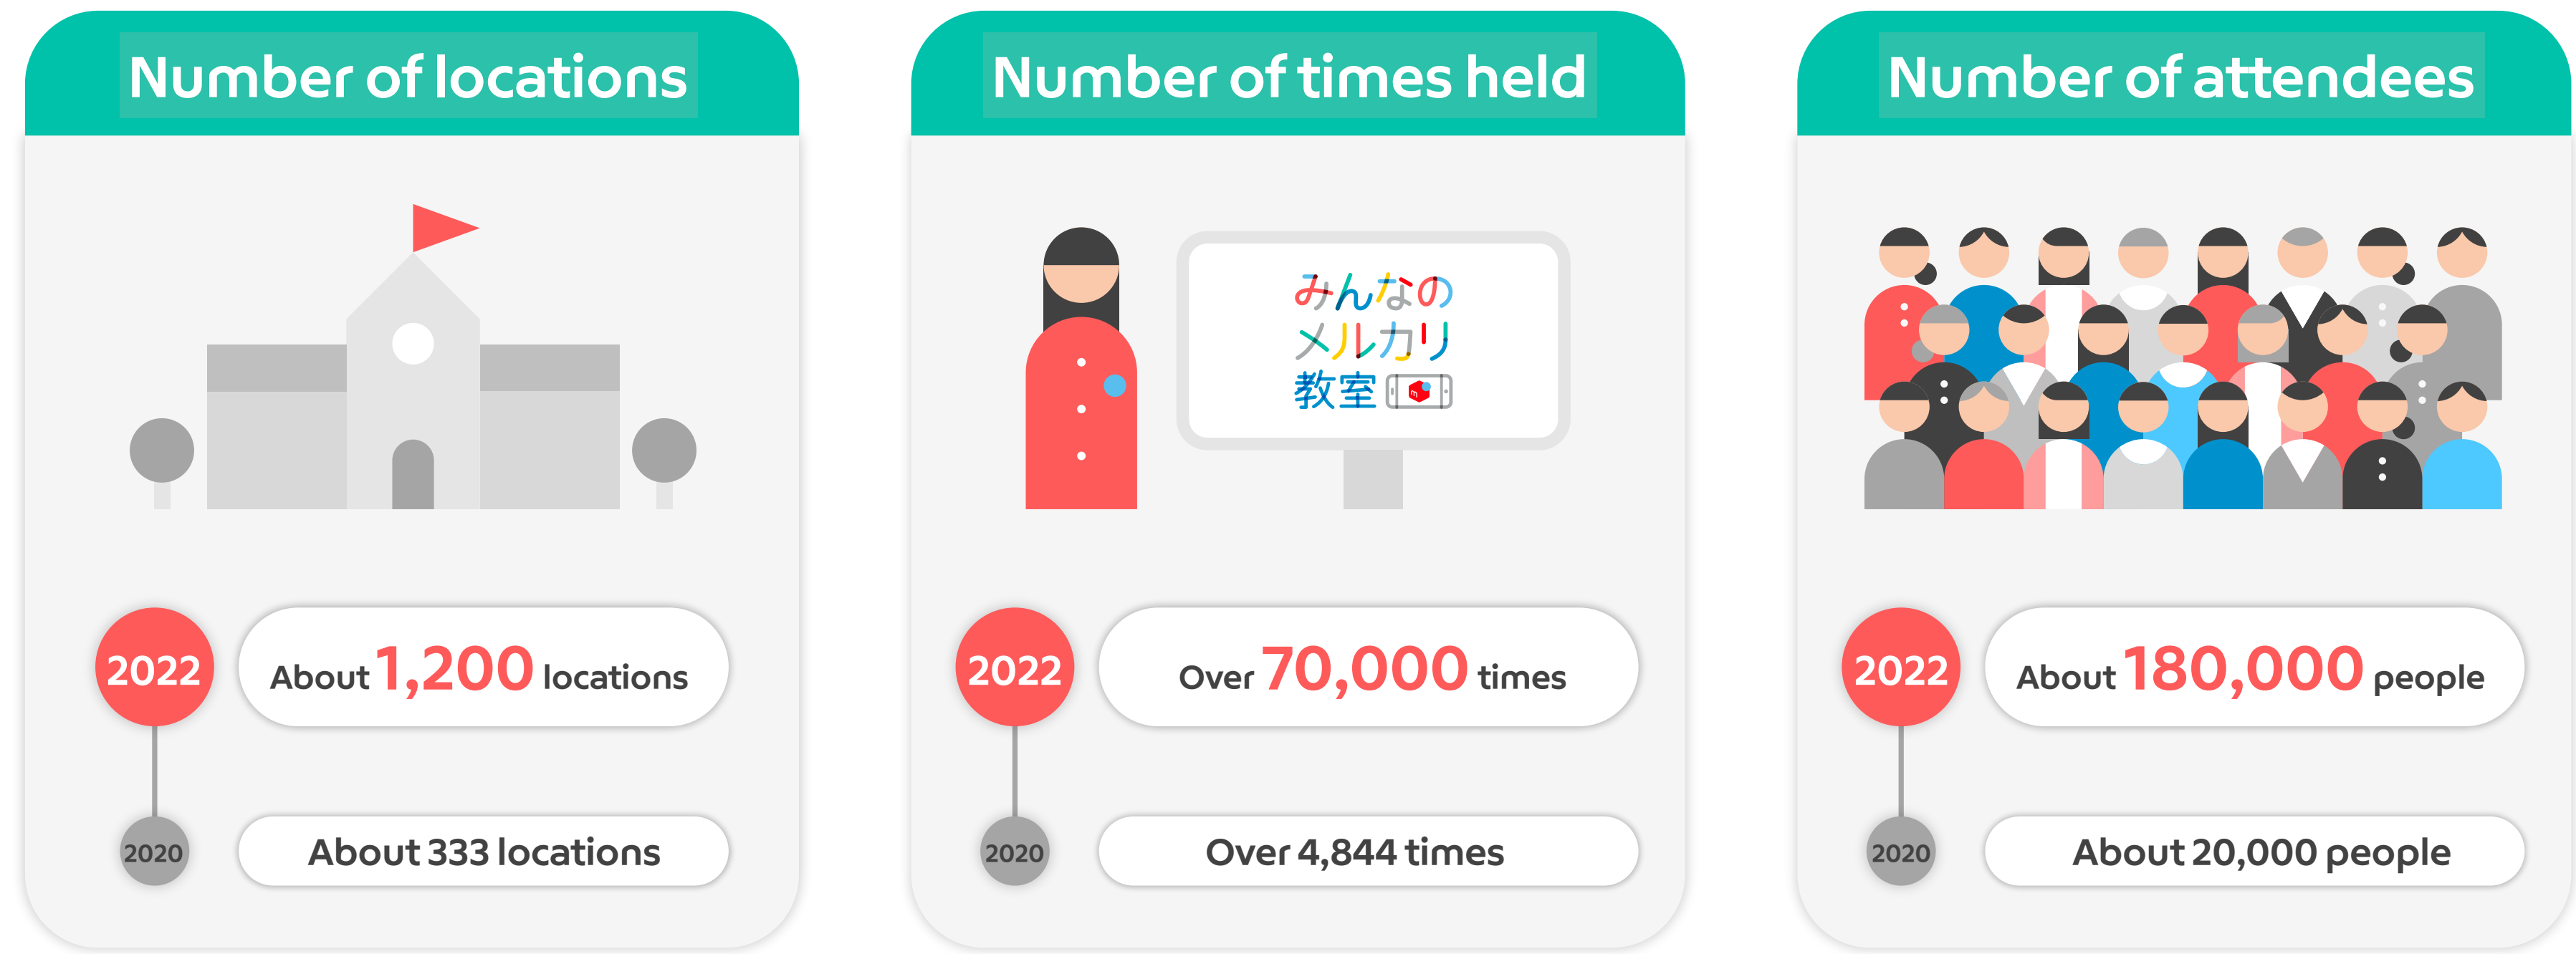 Number of locations
2022
About 1,200 locations
2020
About 333 locations
Number of times held
みんなの
メルカリ
教室
2022
Over 70,000 times
2020
Over 4,844 times
Number of attendees
2022
About 180,000 people
2020
About 20,000 people